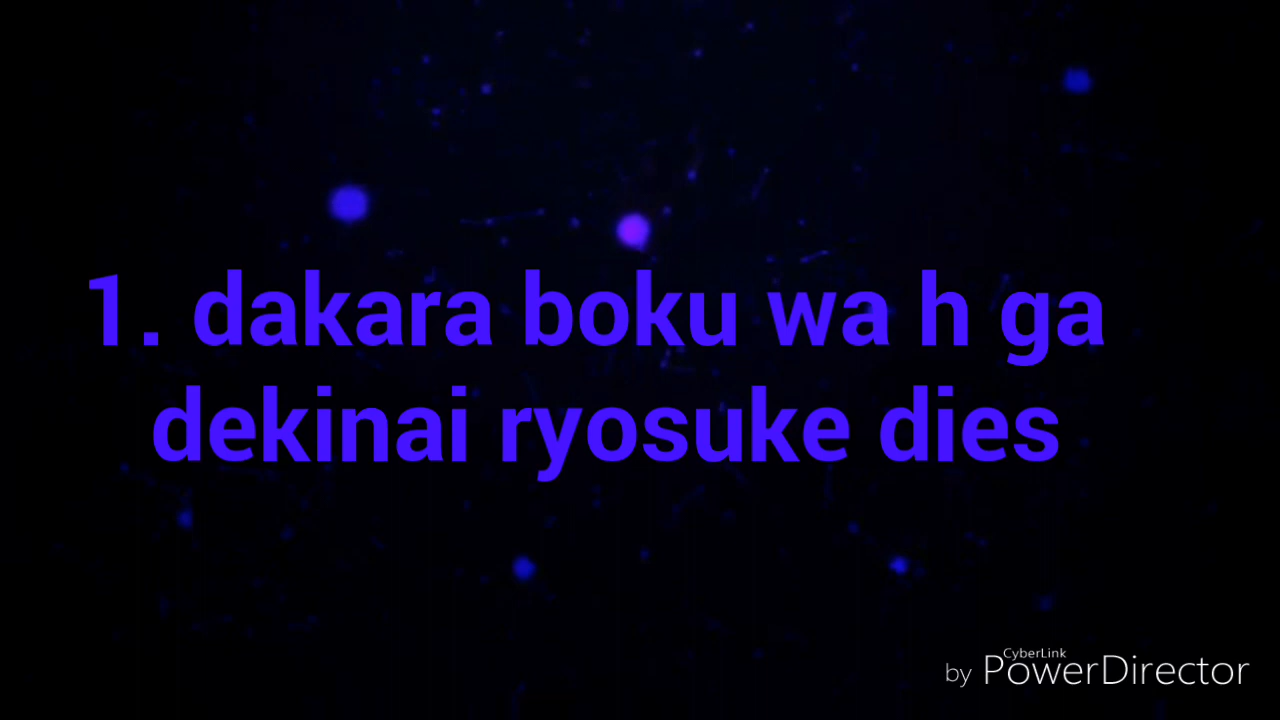 1. dakara boku wa h ga
dekinai ryosuke dies
CyberLink
by PowerDirector